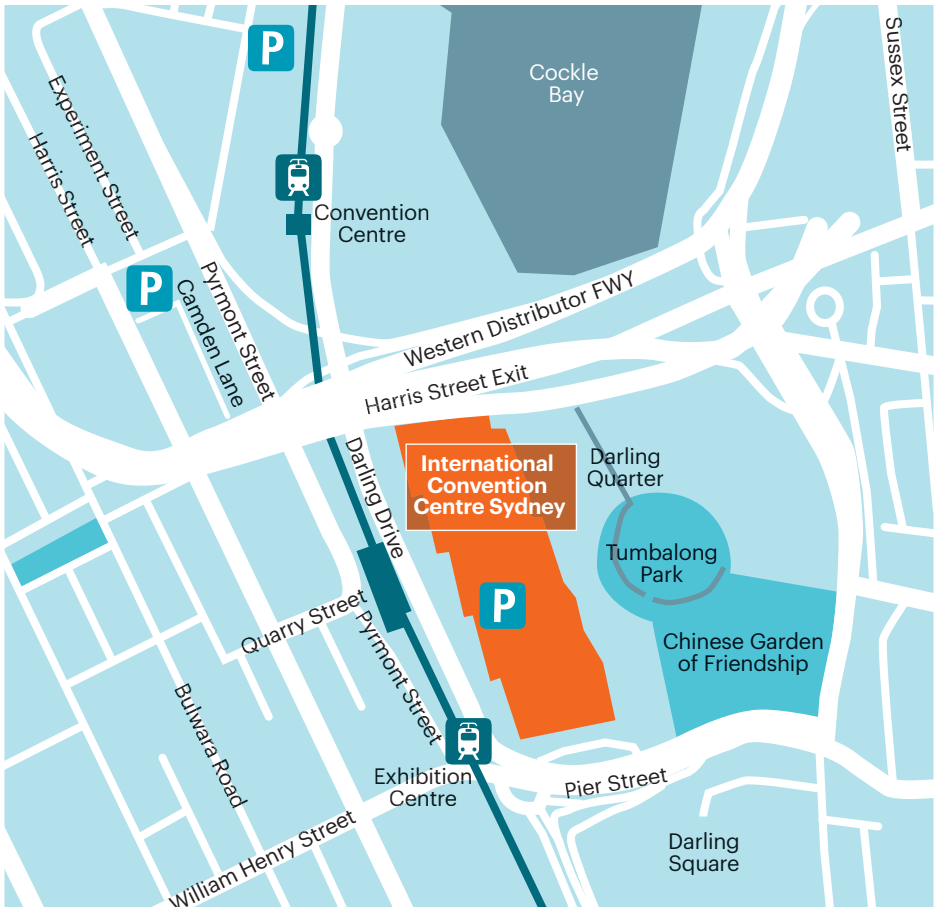 P
Cockle
Bay
Sussex Street
Experiment Street
Harris Street
Convention
Centre
P
Camden Lane
Pyrmont Street
Western Distributor FWY
Harris Street Exit
Darling Drive
International
Convention
Centre Sydney
Darling
Quarter
Tumbalong
Park
P
Quarry Street
Pyrmont Street
Chinese Garden
of Friendship
Bulwara Road
Exhibition
Centre
Pier Street
William Henry Street
Darling
Square